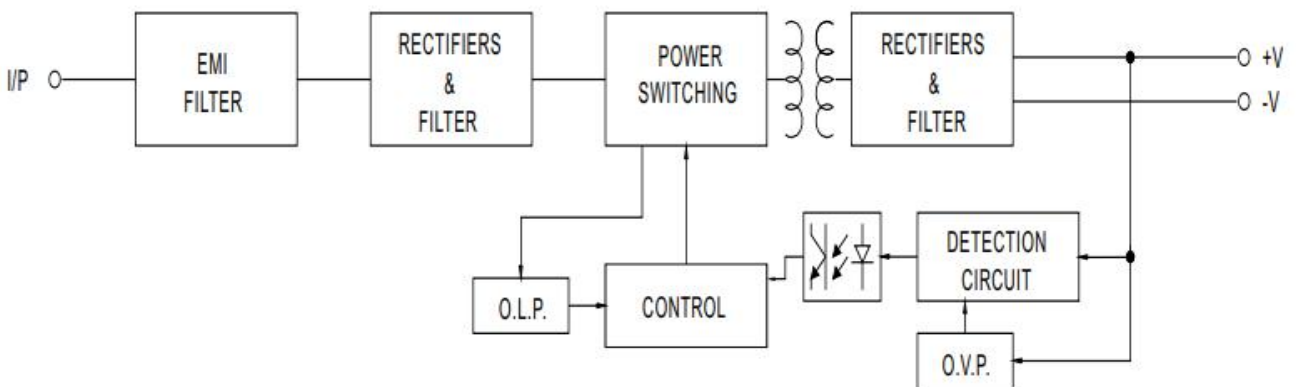 I/P
EMI
FILTER
RECTIFIERS
&
FILTER
POWER
SWITCHING
RECTIFIERS
&
FILTER
+V
-V
O.L.P.
CONTROL
DETECTION
CIRCUIT
O.V.P.